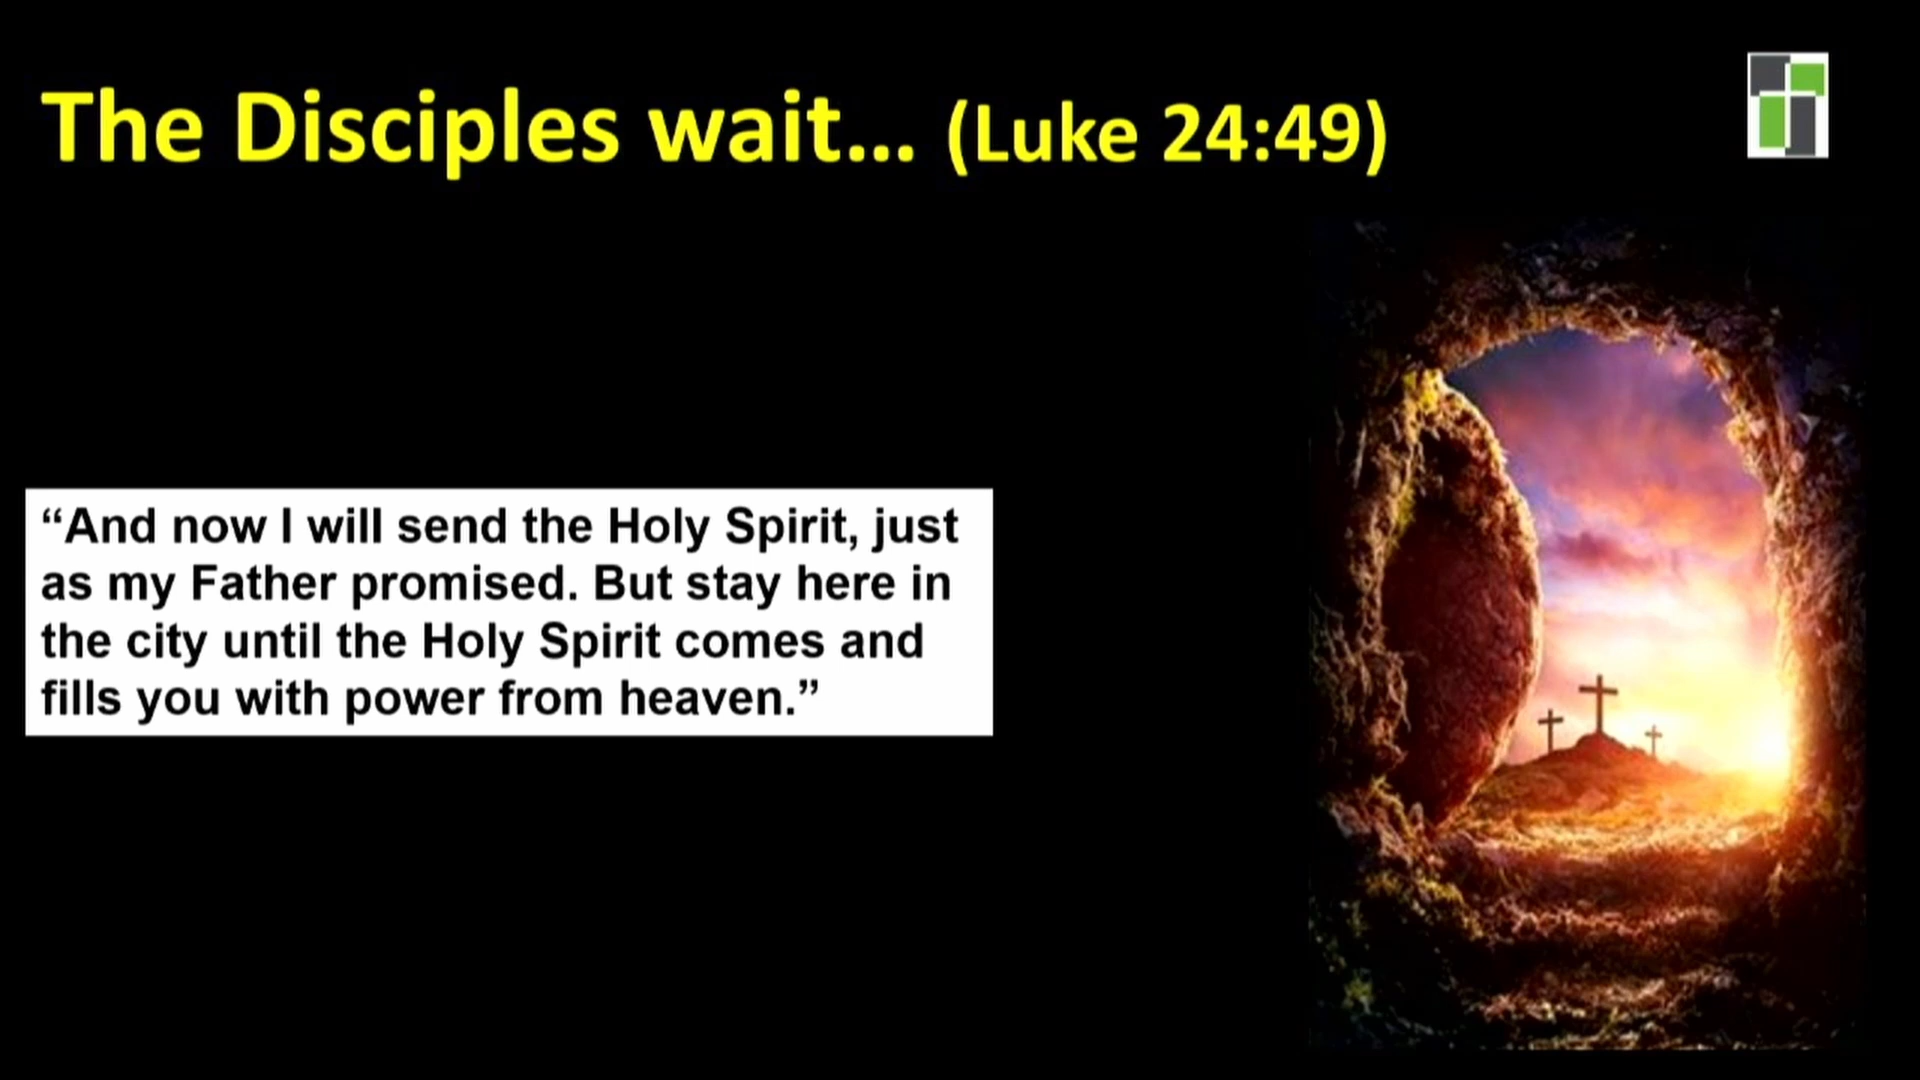 The Disciples wait... (Luke 24:49)
“And now I will send the Holy Spirit, just
as my Father promised. But stay here in
the city until the Holy Spirit comes and
fills you with power from heaven.”